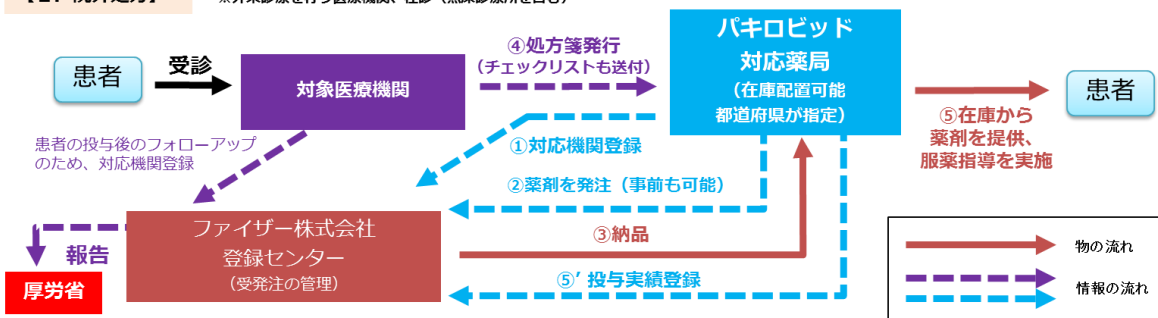 【2．院外処方】
※外来診療を行う医療機関、往診（無床診療所を含む）
患者
受診
対象医療機関
④処方箋発行
（チェックリストも送付）
パキロビッド
対応薬局
（在庫配置可能
都道府県が指定）
⑤在庫から
薬剤を提供、
服薬指導を実施
患者
患者の投与後のフォローアップ
のため、対応機関登録
①対応機関登録
②薬剤を発注（事前も可能）
ファイザー株式会社
登録センター
（受発注の管理）
③納品
⑤′投与実績登録
報告
厚労省
物の流れ
情報の流れ